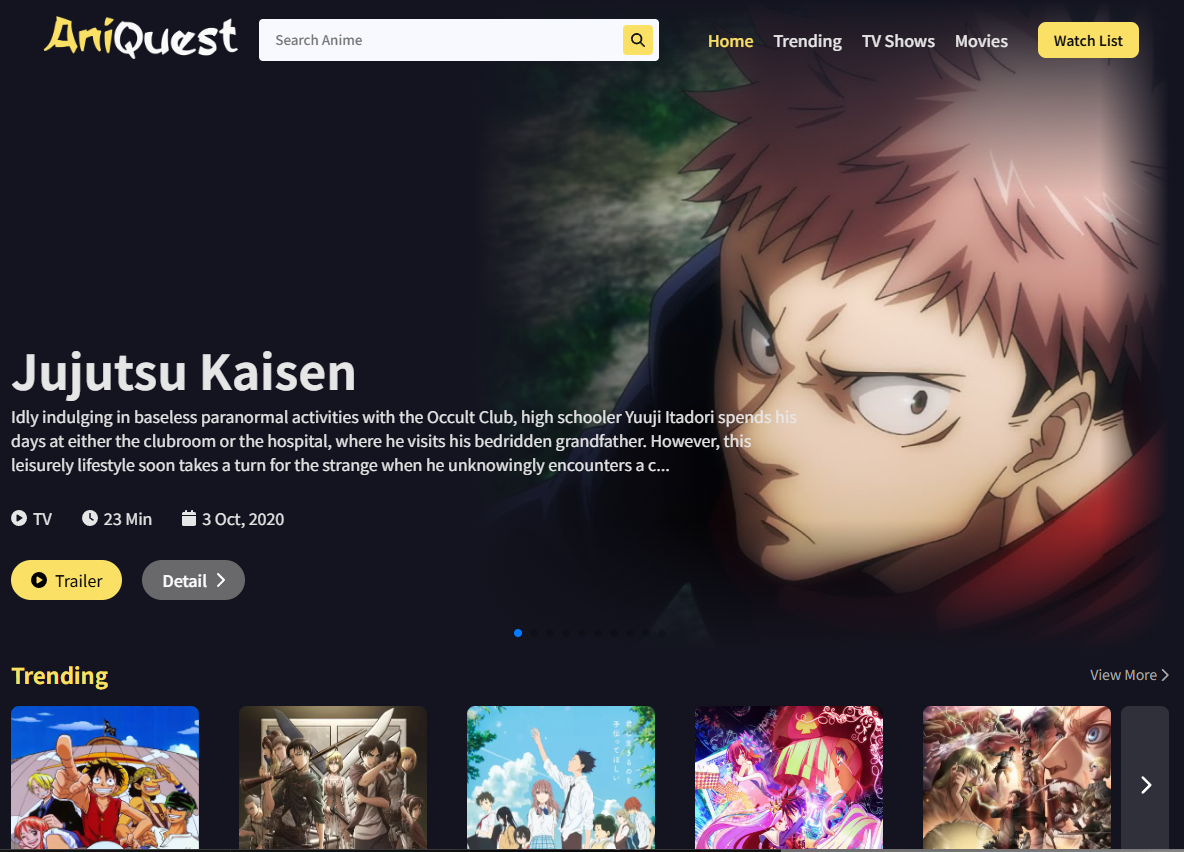 AniQuest
Search Anime
Home
Trending
TV Shows
Movies
Watch List
Jujutsu Kaisen
Idly indulging in baseless paranormal activities with the Occult Club, high schooler Yuuji Itadori spends his
days at either the clubroom or the hospital, where he visits his bedridden grandfather. However, this
leisurely lifestyle soon takes a turn for the strange when he unknowingly encounters a c...
TV
23 Min
3 Oct, 2020
Trailer
Detail
Trending
View More